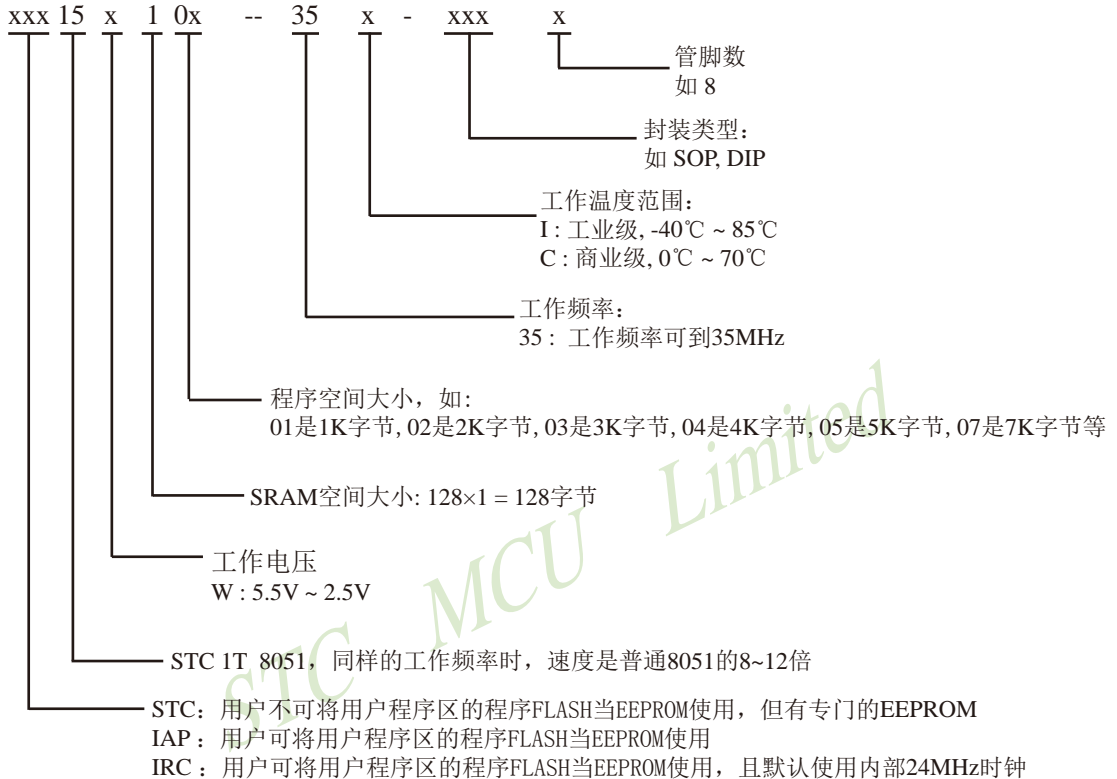 xxx 15 x 1 0x -- 35 x - xxx x
管脚数
如 8
封装类型：
如 SOP, DIP
工作温度范围：
I : 工业级, -40℃ ~ 85℃
C : 商业级, 0℃ ~ 70℃
工作频率：
35 : 工作频率可到35MHz
程序空间大小，如:
01是1K字节, 02是2K字节, 03是3K字节, 04是4K字节, 05是5K字节, 07是7K字节等
SRAM空间大小: 128×1 = 128字节
工作电压
W : 5.5V ~ 2.5V
STC 1T 8051，同样的工作频率时，速度是普通8051的8~12倍
STC：用户不可将用户程序区的程序FLASH当EEPROM使用，但有专门的EEPROM
IAP：用户可将用户程序区的程序FLASH当EEPROM使用
IRC：用户可将用户程序区的程序FLASH当EEPROM使用，且默认使用内部24MHz时钟
STC MCU Limited